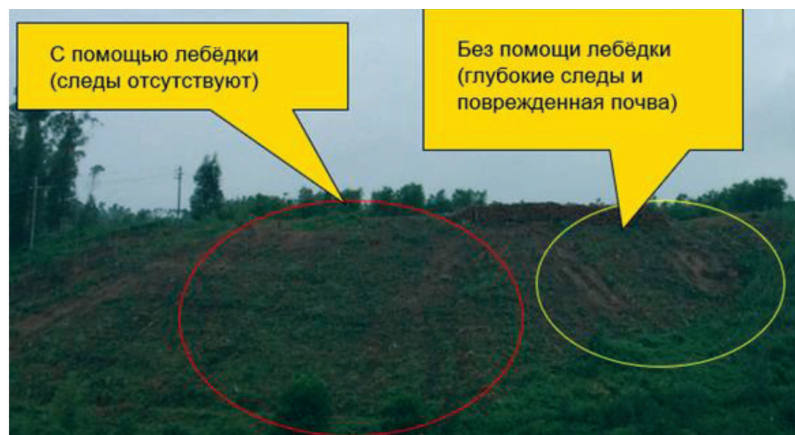 С помощью лебёдки
(следы отсутствуют)
Без помощи лебёдки
(глубокие следы и
поврежденная почва)